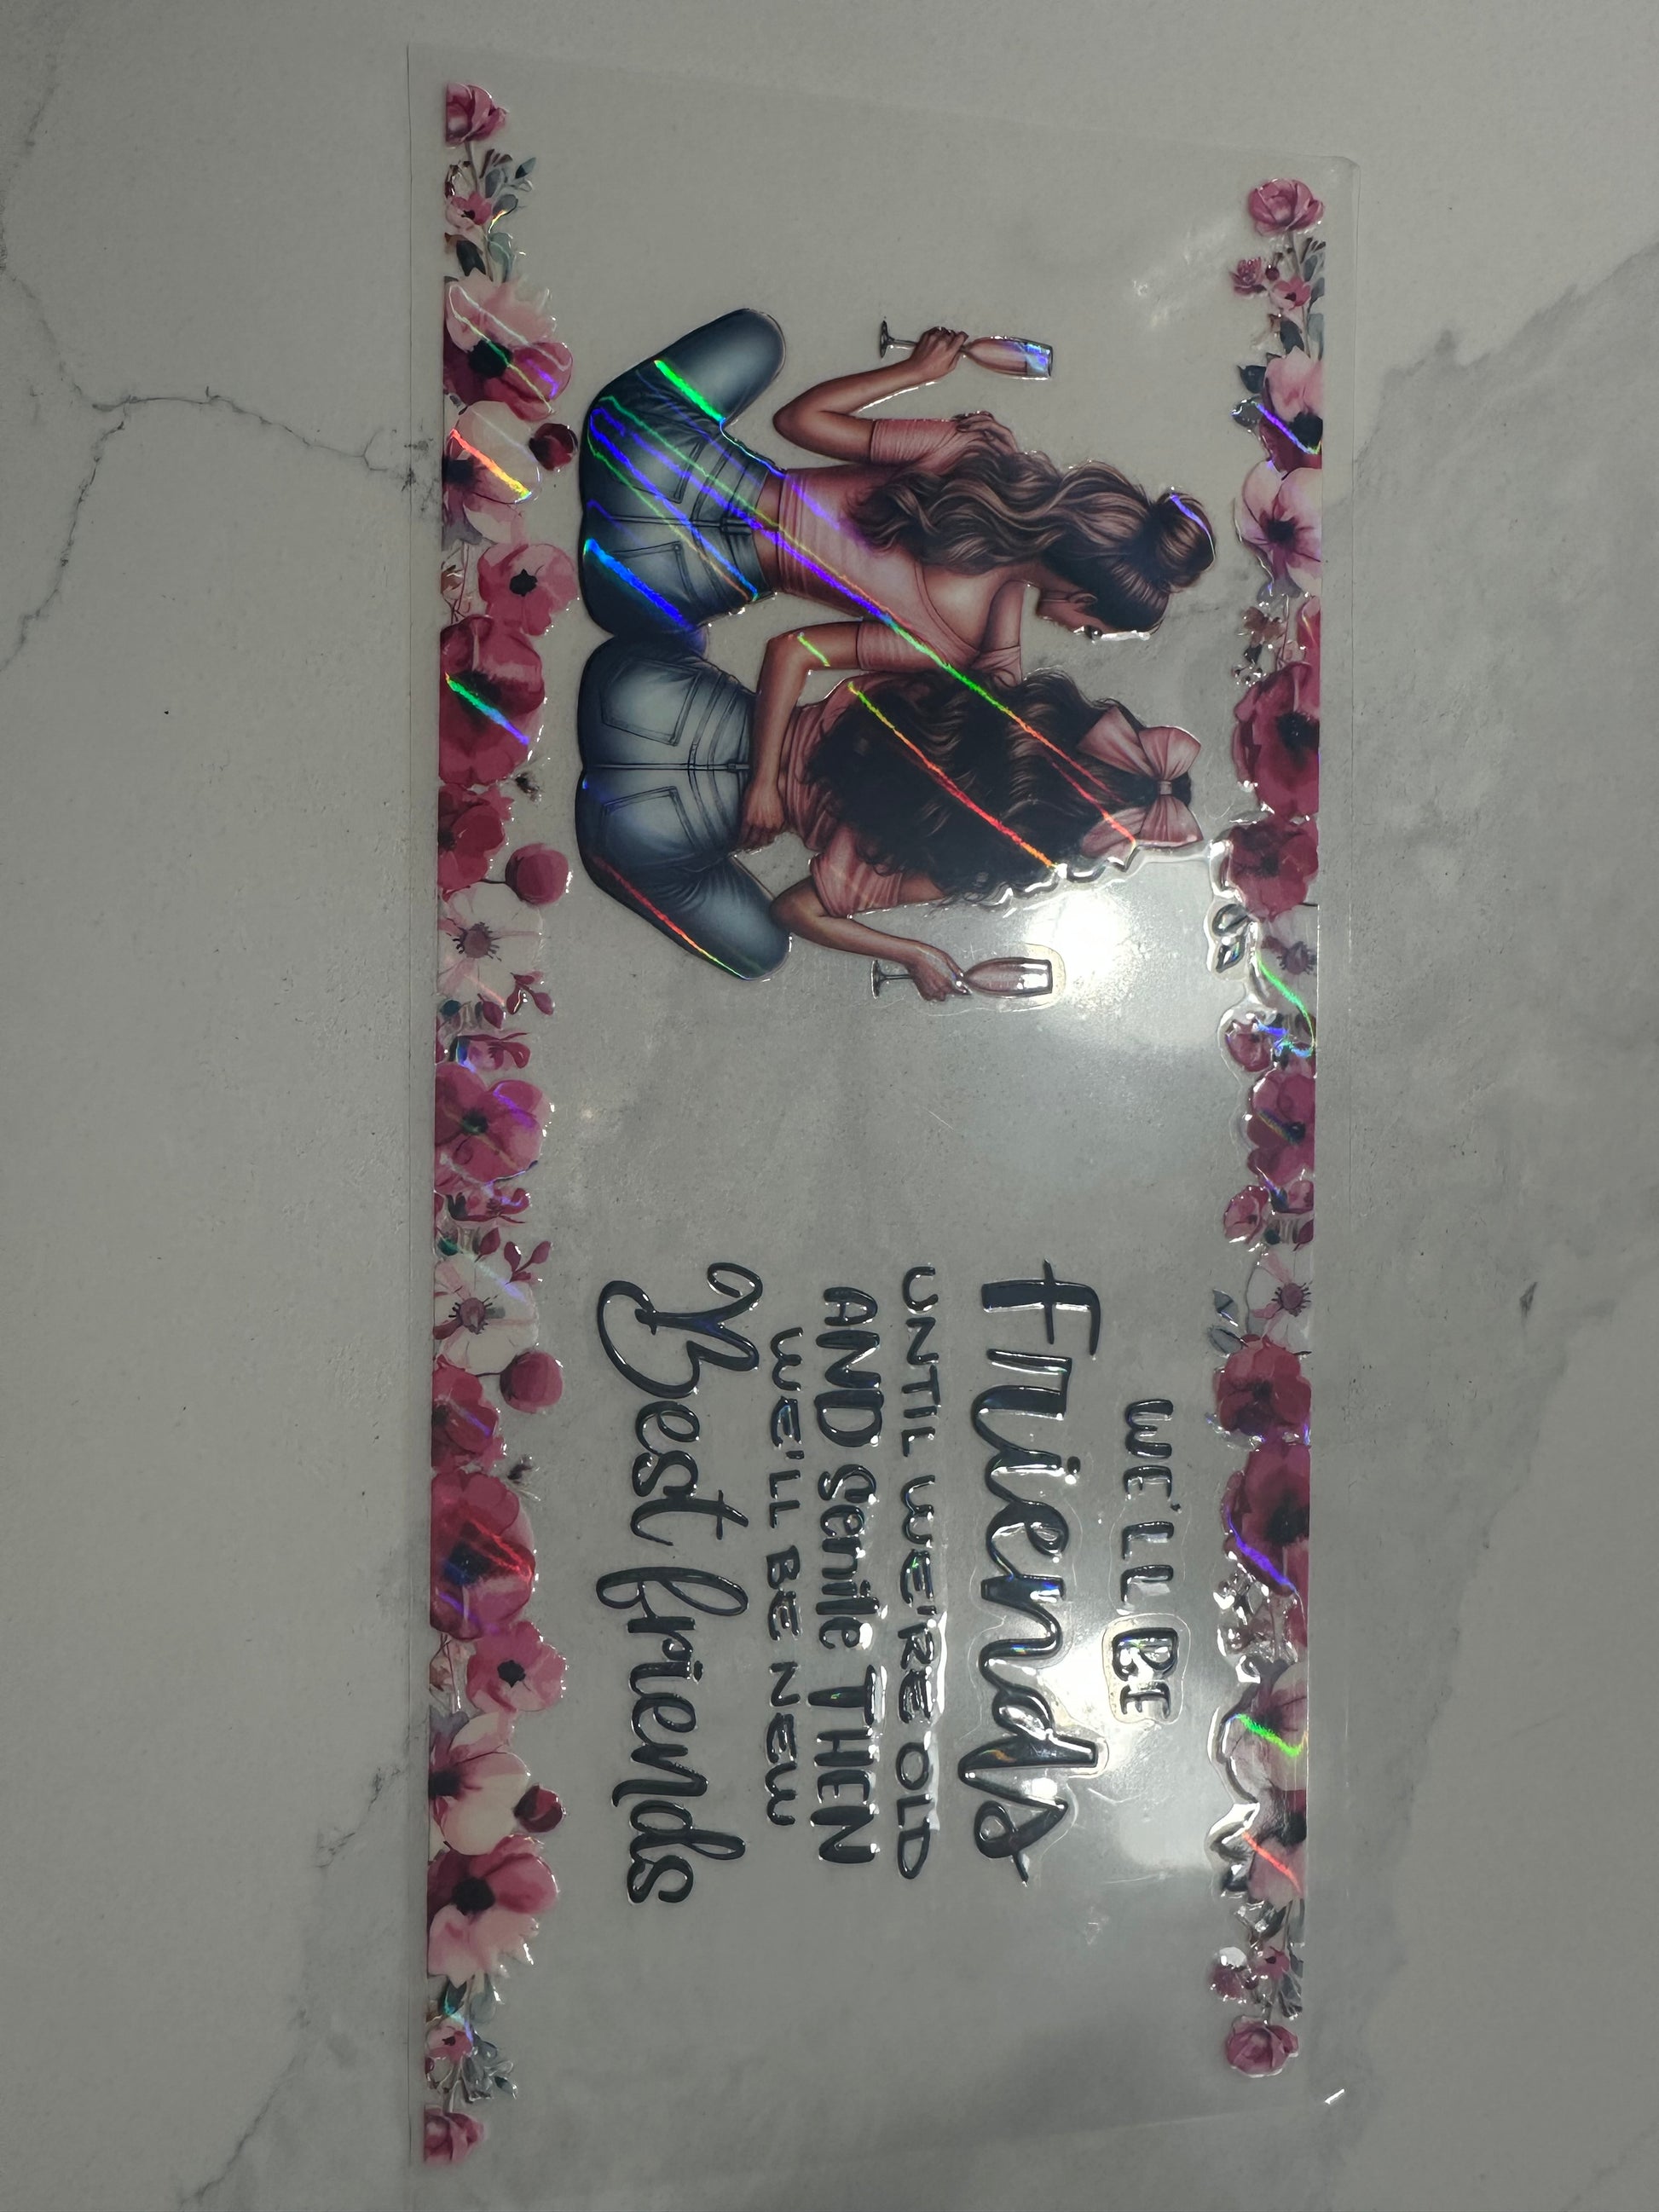 WE'LL BE
Friends
UNTIL WE'RE OLD
AND Senile THEN
WE'LL BE NEW
Best friends